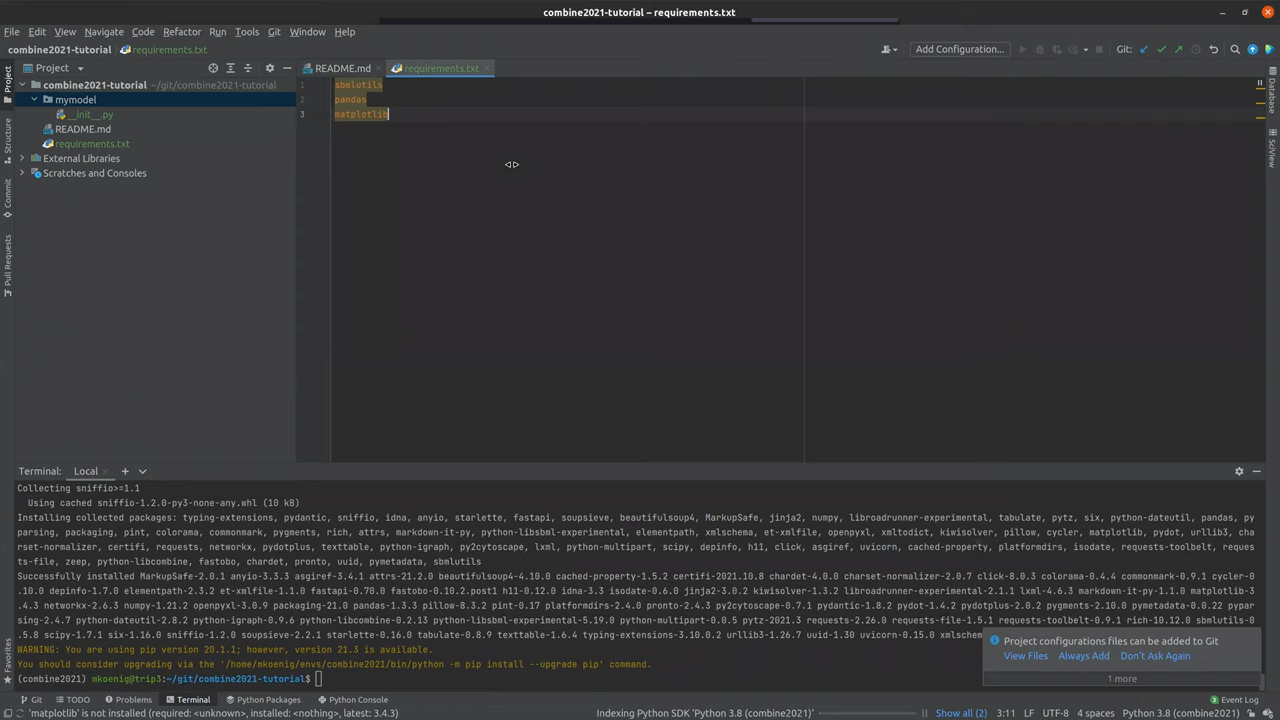 combine2021-tutorial – requirements.txt
File Edit View Navigate Code Refactor Run Tools Git Window Help
combine2021-tutorial requirements.txt
Add Configuration...
Git:
Project
README.md
requirements.txt
combine2021-tutorial ~/git/combine2021-tutorial
mymodel
__init__.py
README.md
requirements.txt
External Libraries
Scratches and Consoles
1 sbmlutils
2 pandas
3 matplotlib
Project
Structure
Commit
Pull Requests
Favorites
Database
SciView
Terminal: Local
Collecting sniffio>=1.1
Using cached sniffio-1.2.0-py3-none-any.whl (10 kB)
Installing collected packages: typing-extensions, pydantic, sniffio, idna, anyio, starlette, fastapi, soupsieve, beautifulsoup4, MarkupSafe, jinja2, numpy, libroadrunner-experimental, tabulate, pytz, six, python-dateutil, pandas, py
parsing, packaging, pint, colorama, commonmark, pygments, rich, attrs, markdown-it-py, python-libsbml-experimental, elementpath, xmlschema, et-xmlfile, openpyxl, xmltodict, kiwisolver, pillow, cycler, matplotlib, pydot, urllib3, cha
rset-normalizer, certifi, requests, networkx, pydotplus, texttable, python-igraph, py2cytoscape, lxml, python-multipart, scipy, depinfo, h11, click, asgiref, uvicorn, cached-property, platformdirs, isodate, requests-toolbelt, reques
ts-file, zeep, python-libcombine, fastobo, chardet, pronto, uuid, pymetadata, sbmlutils
Successfully installed MarkupSafe-2.0.1 anyio-3.3.3 asgiref-3.4.1 attrs-21.2.0 beautifulsoup4-4.10.0 cached-property-1.5.2 certifi-2021.10.8 chardet-4.0.0 charset-normalizer-2.0.7 click-8.0.3 colorama-0.4.4 commonmark-0.9.1 cycler-0
.10.0 depinfo-1.7.0 elementpath-2.3.2 et-xmlfile-1.1.0 fastapi-0.70.0 fastobo-0.10.2.post1 h11-0.12.0 idna-3.3 isodate-0.6.0 jinja2-3.0.2 kiwisolver-1.3.2 libroadrunner-experimental-2.1.1 lxml-4.6.3 markdown-it-py-1.1.0 matplotlib-3
.4.3 networkx-2.6.3 numpy-1.21.2 openpyxl-3.0.9 packaging-21.0 pandas-1.3.3 pillow-8.3.2 pint-0.17 platformdirs-2.4.0 pronto-2.4.3 py2cytoscape-0.7.1 pydantic-1.8.2 pydot-1.4.2 pydotplus-2.0.2 pygments-2.10.0 pymetadata-0.0.22 pypar
sing-2.4.7 python-dateutil-2.8.2 python-igraph-0.9.6 python-libcombine-0.2.13 python-libsbml-experimental-5.19.0 python-multipart-0.0.5 pytz-2021.3 requests-2.26.0 requests-file-1.5.1 requests-toolbelt-0.9.1 rich-10.12.0 sbmlutils-0
.5.8 scipy-1.7.1 six-1.16.0 sniffio-1.2.0 soupsieve-2.2.1 starlette-0.16.0 tabulate-0.8.9 texttable-1.6.4 typing-extensions-3.10.0.2 urllib3-1.26.7 uuid-1.30 uvicorn-0.15.0 xmlschem
WARNING: You are using pip version 20.1.1; however, version 21.3 is available.
You should consider upgrading via the '/home/mkoenig/envs/combine2021/bin/python -m pip install --upgrade pip' command.
(combine2021) mkoenig@trip3:~/git/combine2021-tutorial$
Project configurations files can be added to Git
View Files Always Add Don't Ask Again
1 more
Git TODO Problems Terminal Python Packages Python Console Event Log
'matplotlib' is not installed (required: <unknown>, installed: <nothing>, latest: 3.4.3) Indexing Python SDK 'Python 3.8 (combine2021)' Show all (2) 3:11 LF UTF-8 4 spaces Python 3.8 (combine2021)